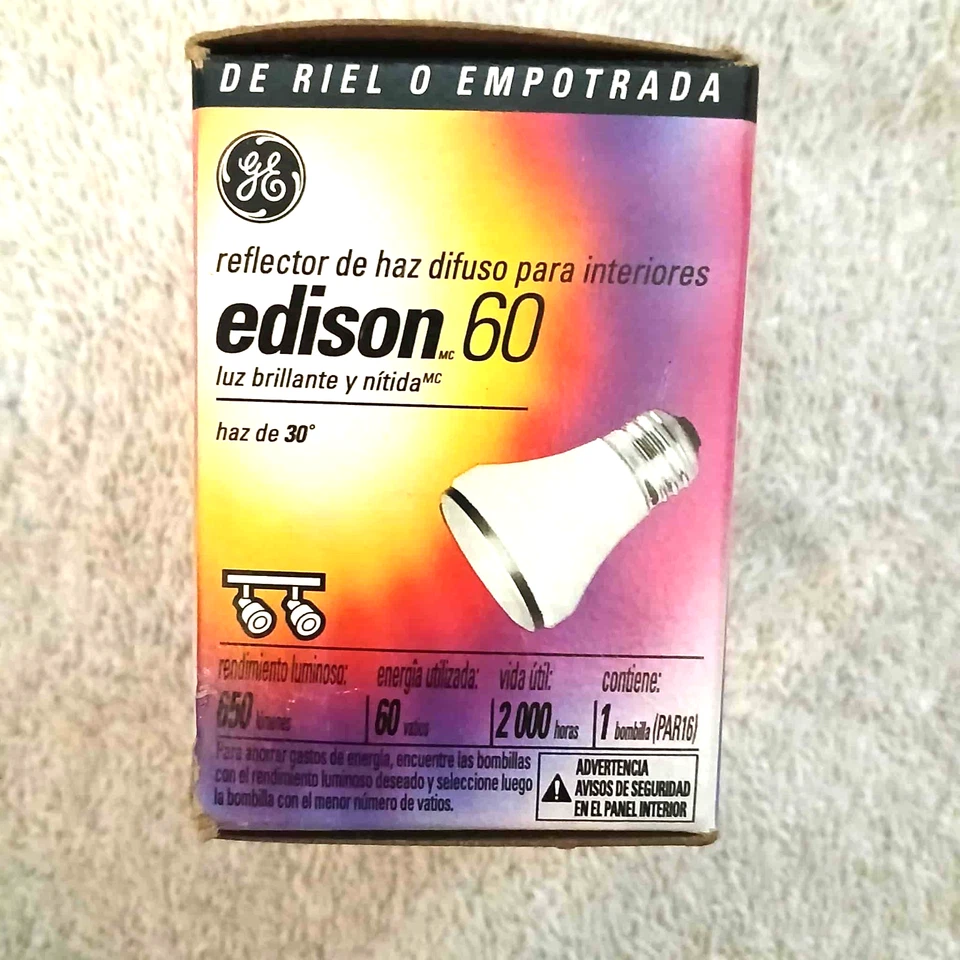 DE RIEL O EMPOTRADA
GE
reflector de haz difuso para interiores
edison MC 60
luz brillante y nítida MC
haz de 30°
rendimiento luminoso: energía utilizada: vida útil: contiene:
650 lúmenes 60 vatios 2 000 horas 1 bombilla (PAR16)
Para ahorrar gastos de energía, encuentre las bombillas
con el rendimiento luminoso deseado y seleccione luego
la bombilla con el menor número de vatios.
ADVERTENCIA
AVISOS DE SEGURIDAD
EN EL PANEL INTERIOR